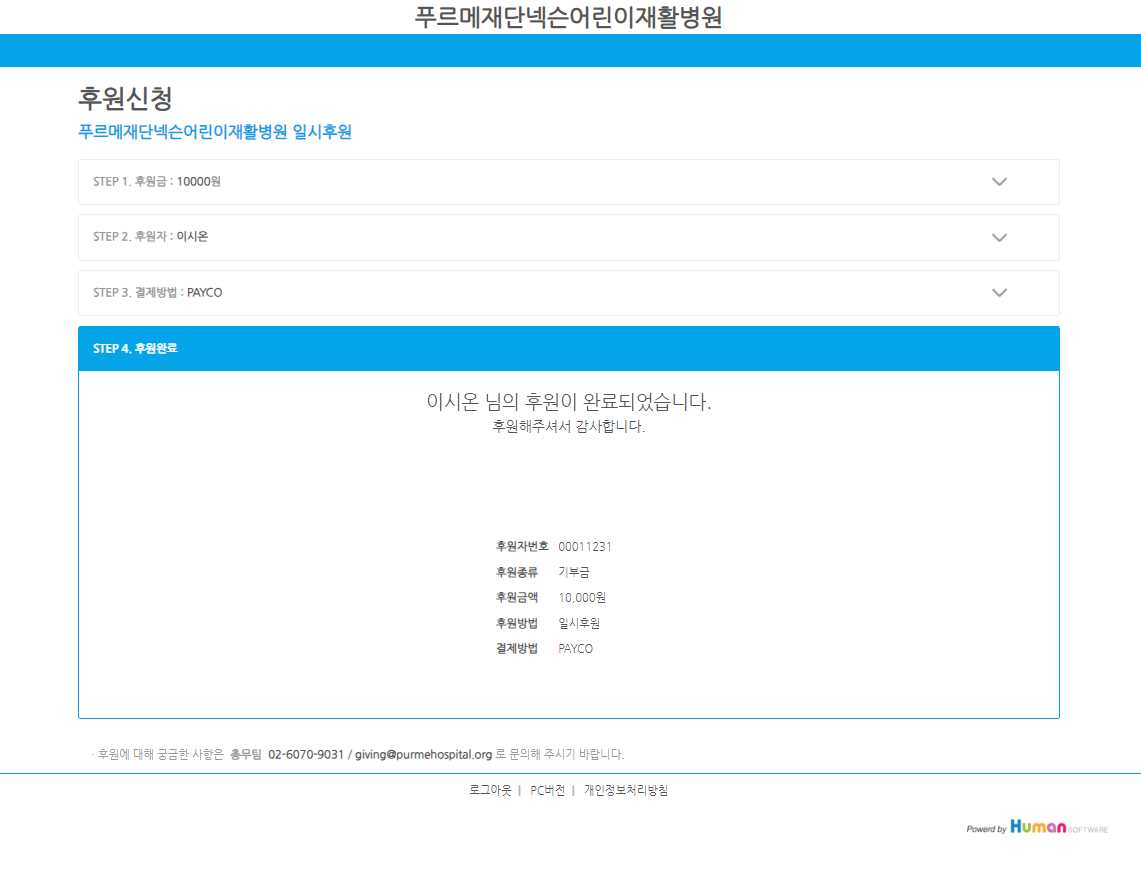 푸르메재단넥슨어린이재활병원
후원신청
푸르메재단넥슨어린이재활병원 일시후원
STEP 1. 후원금 : 10000원
STEP 2. 후원자 : 이시온
STEP 3. 결제방법 : PAYCO
STEP 4. 후원완료
이시온 님의 후원이 완료되었습니다.
후원해주셔서 감사합니다.
후원자번호 00011231
후원종류 기부금
후원금액 10,000원
후원방법 일시후원
결제방법 PAYCO
· 후원에 대해 궁금한 사항은 총무팀 02-6070-9031 / giving@purmehospital.org 로 문의해 주시기 바랍니다.
로그아웃 | PC버전 | 개인정보처리방침
Powerd by Human SOFTWARE